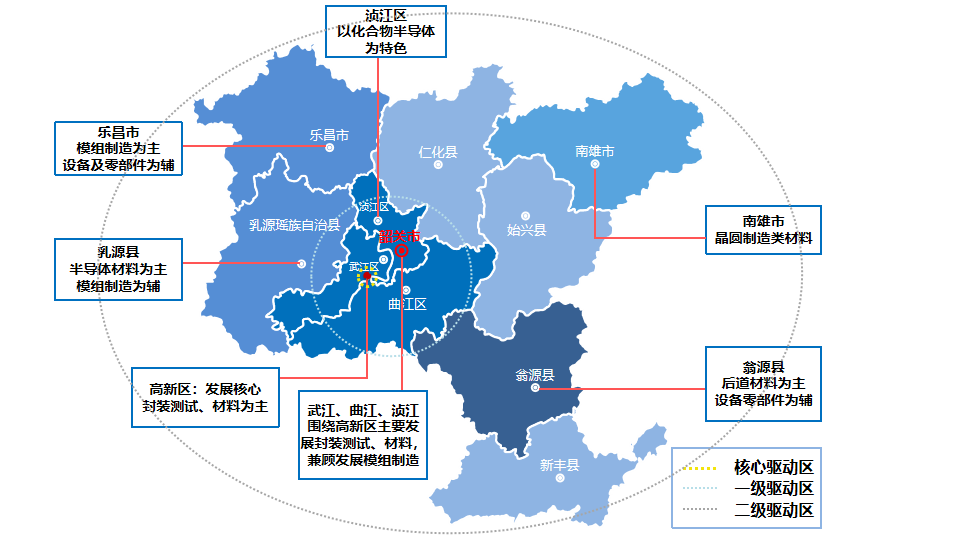 浈江区
以化合物半导体
为特色
乐昌市
模组制造为主
设备及零部件为辅
乐昌市
仁化县
南雄市
浈江区
乳源瑶族自治县
韶关市
始兴县
南雄市
晶圆制造类材料
乳源县
半导体材料为主
模组制造为辅
武江区
曲江区
高新区：发展核心
封装测试、材料为主
武江、曲江、浈江
围绕高新区主要发
展封装测试、材料，
兼顾发展模组制造
翁源县
翁源县
后道材料为主
设备零部件为辅
新丰县
核心驱动区
一级驱动区
二级驱动区